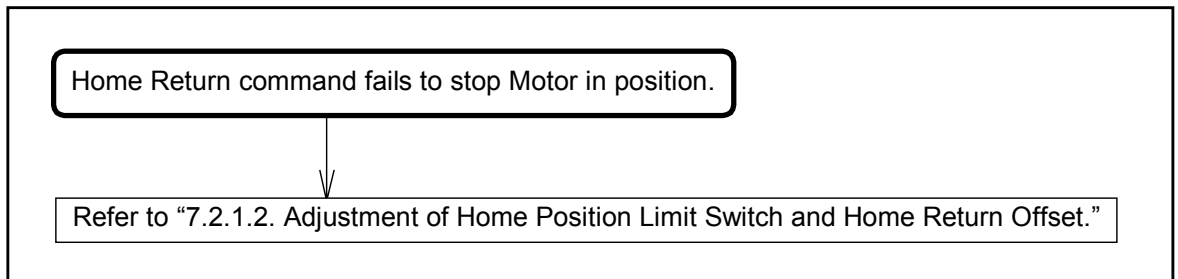 Home Return command fails to stop Motor in position.
Refer to “7.2.1.2. Adjustment of Home Position Limit Switch and Home Return Offset.”